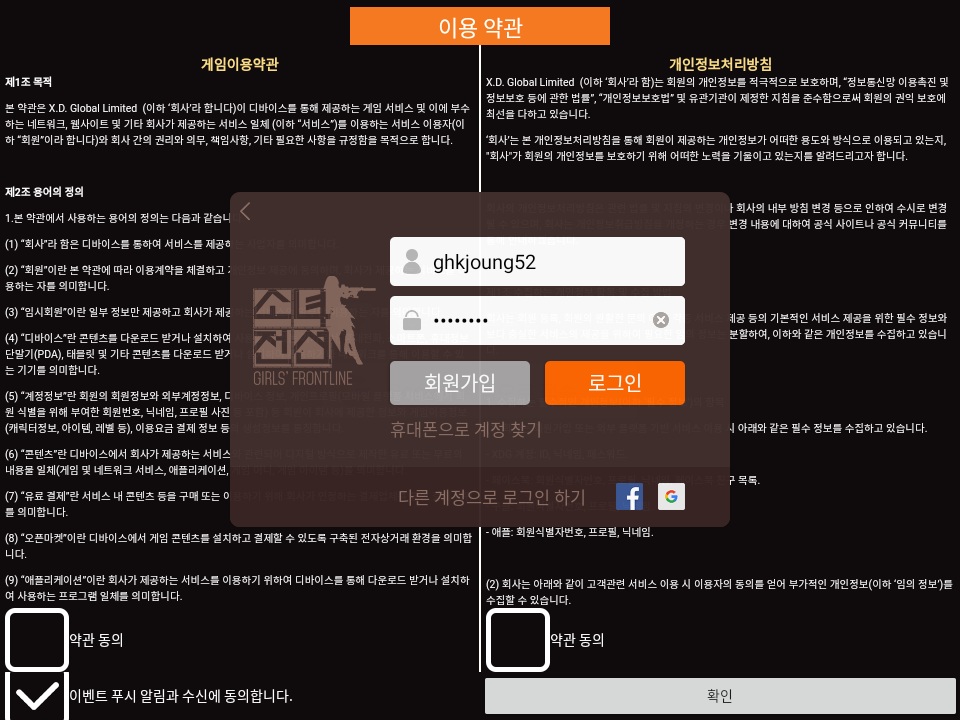 이용 약관
게임이용약관
제1조 목적
본 약관은 X.D. Global Limited (이하 ‘회사’라 합니다)이 디바이스를 통해 제공하는 게임 서비스 및 이에 부수
하는 네트워크, 웹사이트 및 기타 회사가 제공하는 서비스 일체 (이하 “서비스”)를 이용하는 서비스 이용자(이
하 “회원”이라 합니다)와 회사 간의 권리와 의무, 책임사항, 기타 필요한 사항을 규정함을 목적으로 합니다.
제2조 용어의 정의
1.본 약관에서 사용하는 용어의 정의는 다음과 같습니
(1) “회사”라 함은 디바이스를 통하여 서비스를 제공하
(2) “회원”이란 본 약관에 따라 이용계약을 체결하고
용하는 자를 의미합니다.
(3) “임시회원”이란 일부 정보만 제공하고 회사가 제공
(4) “디바이스”란 콘텐츠를 다운로드 받거나 설치하여
단말기(PDA), 태블릿 및 기타 콘텐츠를 다운로드 받거
는 기기를 의미합니다.
(5) “계정정보”란 회원의 회원정보와 외부계정정보,
원 식별을 위해 부여한 회원번호, 닉네임, 프로필 사진
(캐릭터정보, 아이템, 레벨 등), 이용요금 결제 정보 등
(6) “콘텐츠”란 디바이스에서 회사가 제공하는 서비스
내용물 일체(게임 및 네트워크 서비스, 애플리케이션,
(7) “유료 결제”란 서비스 내 콘텐츠 등을 구매 또는 이
를 의미합니다.
(8) “오픈마켓”이란 디바이스에서 게임 콘텐츠를 설치하고 결제할 수 있도록 구축된 전자상거래 환경을 의미합
니다.
(9) “애플리케이션”이란 회사가 제공하는 서비스를 이용하기 위하여 디바이스를 통해 다운로드 받거나 설치하
여 사용하는 프로그램 일체를 의미합니다.
약관 동의
이벤트 푸시 알림과 수신에 동의합니다.
개인정보처리방침
X.D. Global Limited (이하 ‘회사’라 함)는 회원의 개인정보를 적극적으로 보호하며, “정보통신망 이용촉진 및
정보보호 등에 관한 법률”, “개인정보보호법” 및 유관기관이 제정한 지침을 준수함으로써 회원의 권익 보호에
최선을 다하고 있습니다.
‘회사’는 본 개인정보처리방침을 통해 회원이 제공하는 개인정보가 어떠한 용도와 방식으로 이용되고 있는지,
"회사"가 회원의 개인정보를 보호하기 위해 어떠한 노력을 기울이고 있는지를 알려드리고자 합니다.
회사의 내부 방침 변경 등으로 인하여 수시로 변경
변경 내용에 대하여 공식 사이트나 공식 커뮤니티를
제공 등의 기본적인 서비스 제공을 위한 필수 정보와
분할하여, 이하와 같은 개인정보를 수집하고 있습니
시 아래와 같은 필수 정보를 수집하고 있습니다.
구 목록.
- 애플: 회원식별자번호, 프로필, 닉네임.
(2) 회사는 아래와 같이 고객관련 서비스 이용 시 이용자의 동의를 얻어 부가적인 개인정보(이하 ‘임의 정보’)를
수집할 수 있습니다.
약관 동의
확인
소녀
전선
GIRLS' FRONTLINE
ghkjoung52
회원가입
로그인
휴대폰으로 계정 찾기
다른 계정으로 로그인 하기